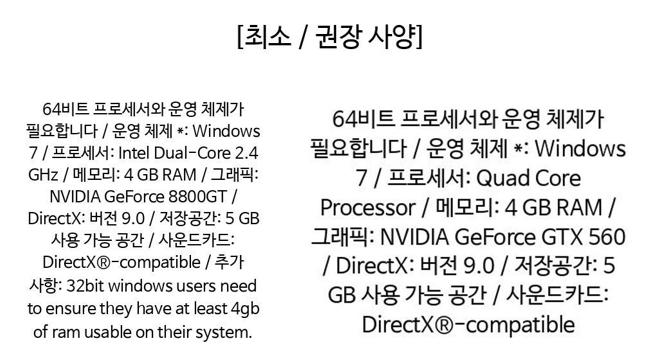 [최소 / 권장 사양]
64비트 프로세서와 운영 체제가
필요합니다 / 운영 체제 *: Windows
7 / 프로세서: Intel Dual-Core 2.4
GHz / 메모리: 4 GB RAM / 그래픽:
NVIDIA GeForce 8800GT /
DirectX: 버전 9.0 / 저장공간: 5 GB
사용 가능 공간 / 사운드카드:
DirectX®-compatible / 추가
사항: 32bit windows users need
to ensure they have at least 4gb
of ram usable on their system.
64비트 프로세서와 운영 체제가
필요합니다 / 운영 체제 *: Windows
7 / 프로세서: Quad Core
Processor / 메모리: 4 GB RAM /
그래픽: NVIDIA GeForce GTX 560
/ DirectX: 버전 9.0 / 저장공간: 5
GB 사용 가능 공간 / 사운드카드:
DirectX®-compatible